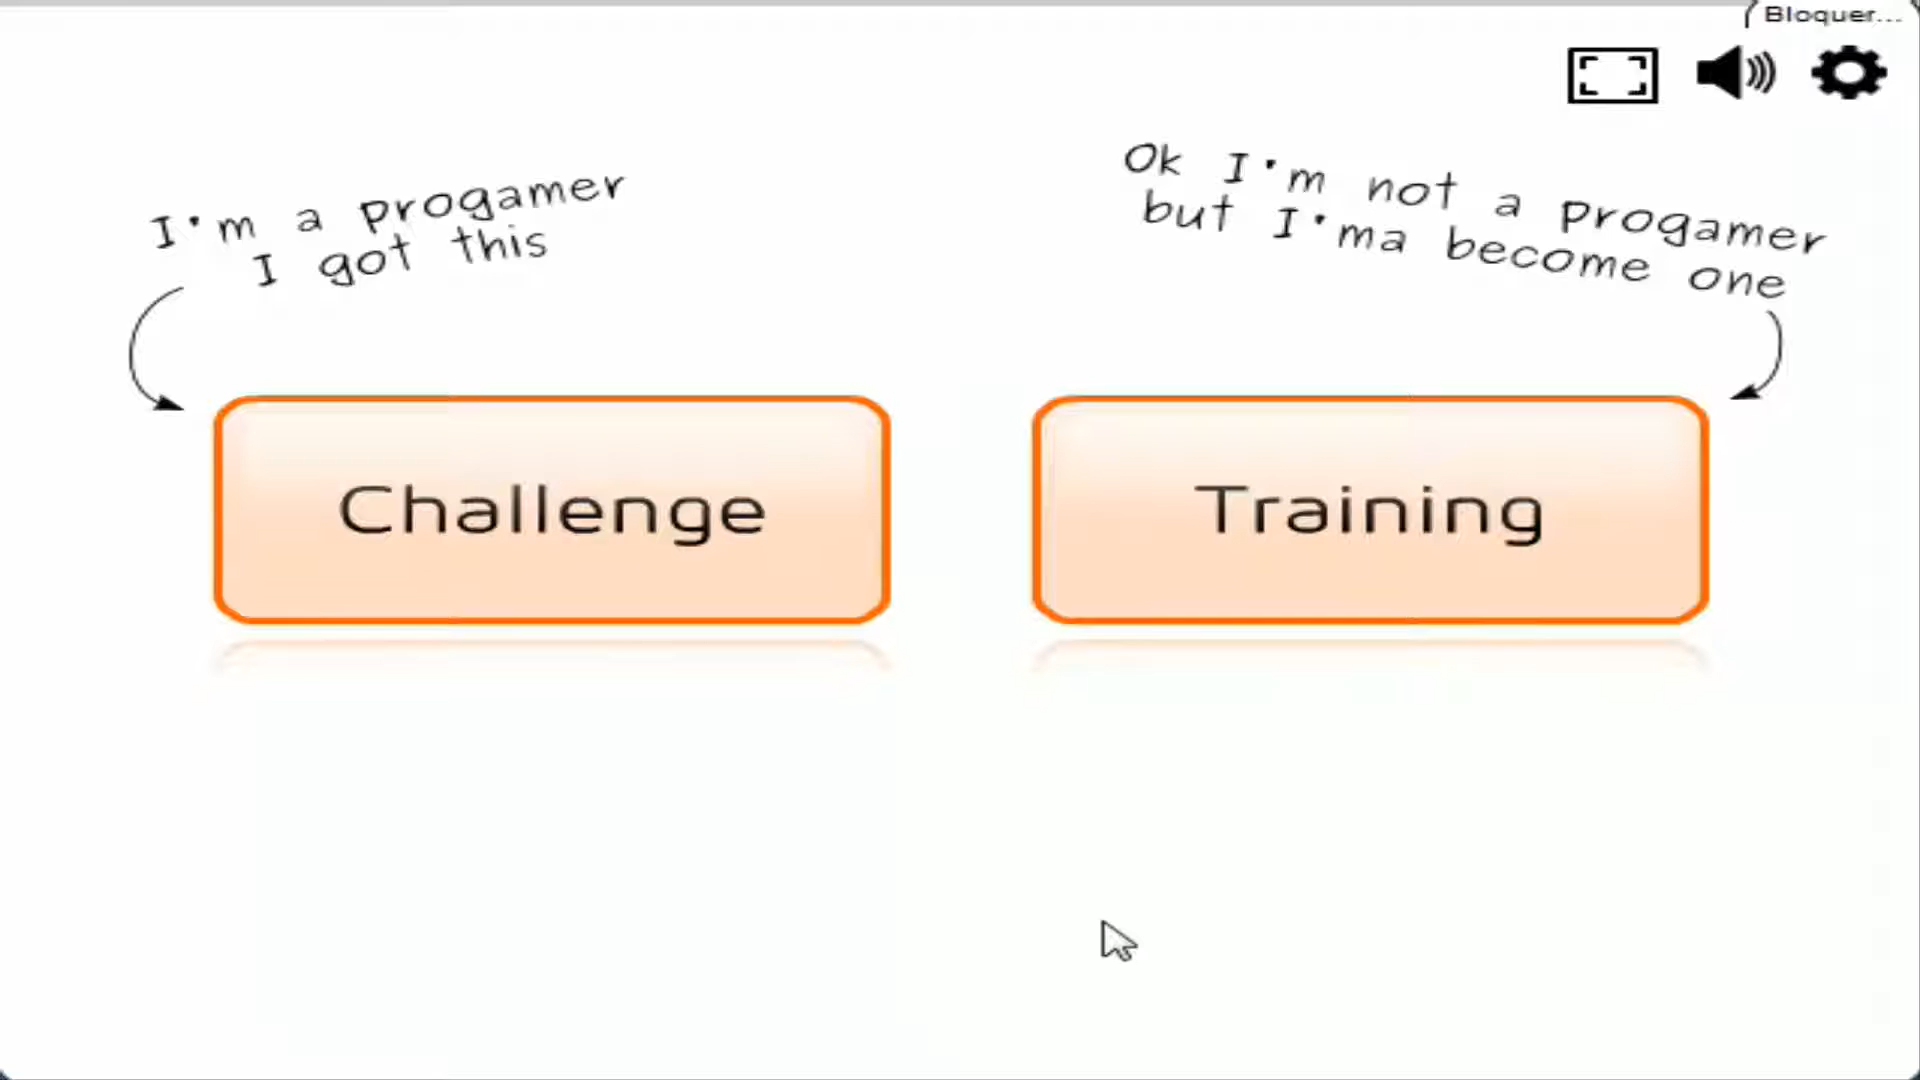 Bloquer...
I'm a progamer
I got this
Ok I'm not a progamer
but I'ma become one
Challenge
Training